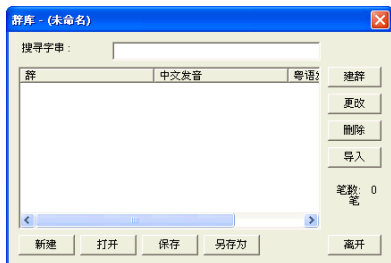 辞库 - (未命名)
搜寻字串：
辞 中文发音 粤语发
建辞
更改
删除
导入
笔数: 0
笔
新建 打开 保存 另存为 离开